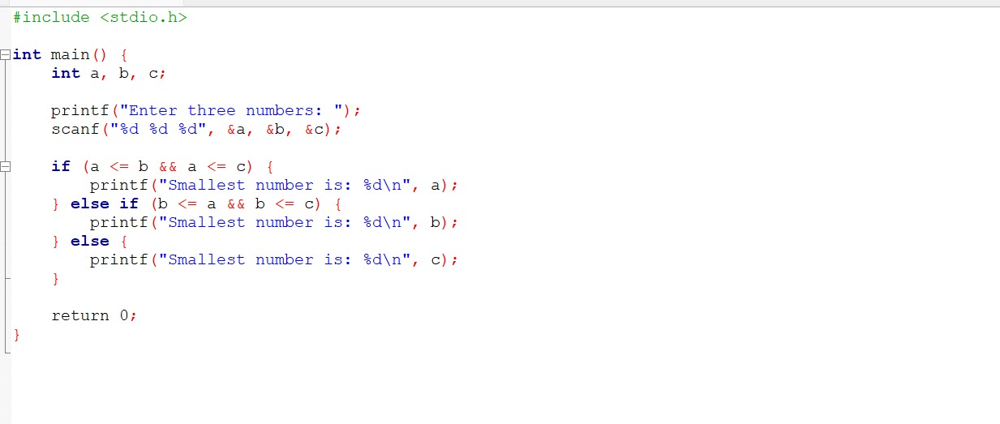 #include <stdio.h>
int main() {
    int a, b, c;
    printf("Enter three numbers: ");
    scanf("%d %d %d", &a, &b, &c);
    if (a <= b && a <= c) {
        printf("Smallest number is: %d\n", a);
    } else if (b <= a && b <= c) {
        printf("Smallest number is: %d\n", b);
    } else {
        printf("Smallest number is: %d\n", c);
    }
    return 0;
}